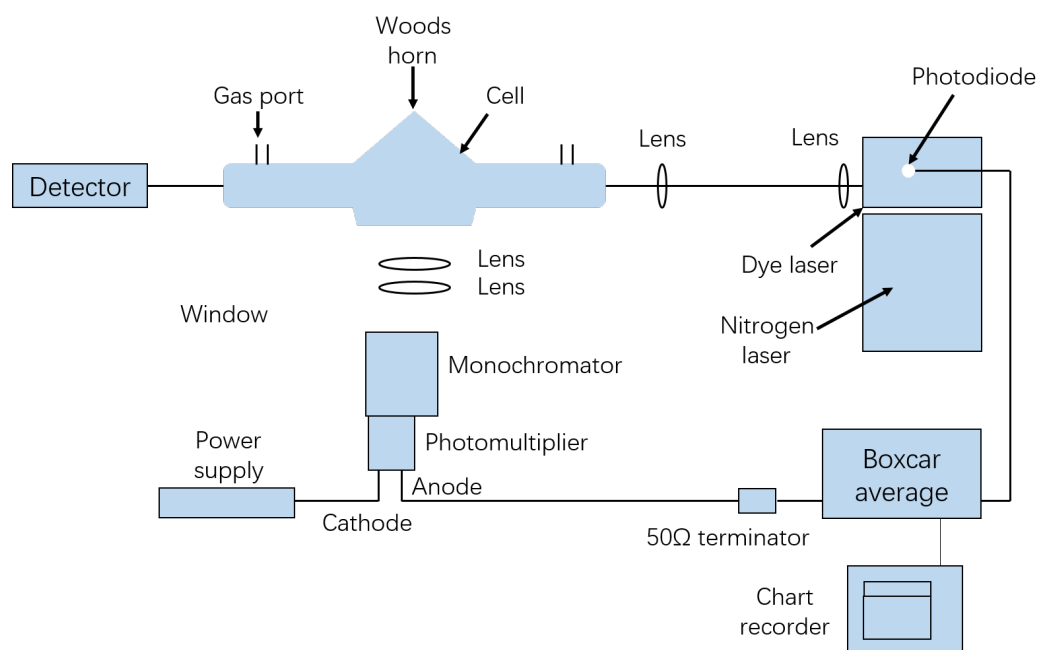 Woods
horn
Gas port
Cell
Photodiode
Lens
Lens
Detector
Dye laser
Lens
Lens
Window
Nitrogen
laser
Monochromator
Power
supply
Photomultiplier
Boxcar
average
Anode
Cathode
50Ω terminator
Chart
recorder